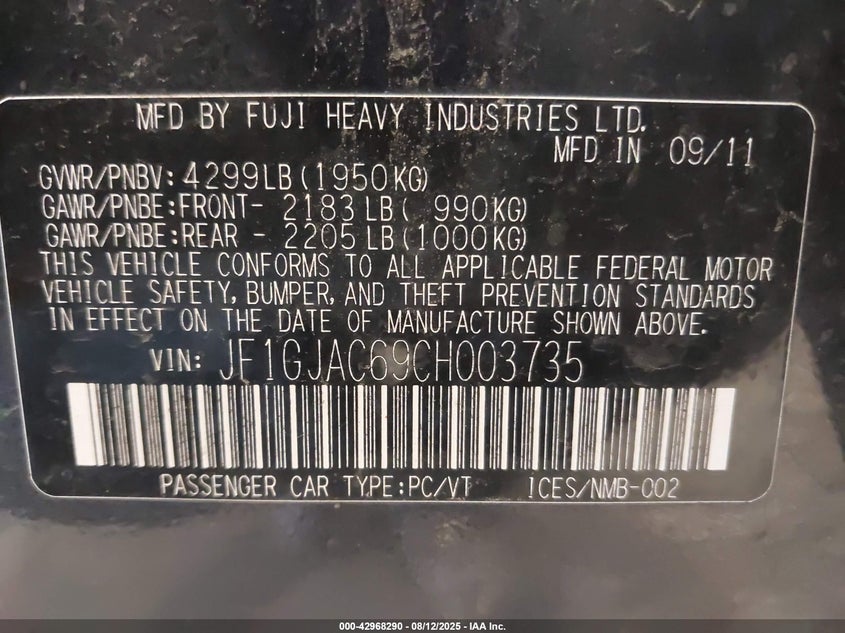 MFD BY FUJI HEAVY INDUSTRIES LTD.
MFD IN 09/11
GVWR/PNBV: 4299LB (1950KG)
GAWR/PNBE:FRONT- 2183 LB ( 990KG)
GAWR/PNBE:REAR - 2205 LB (1000KG)
THIS VEHICLE CONFORMS TO ALL APPLICABLE FEDERAL MOTOR
VEHICLE SAFETY, BUMPER, AND THEFT PREVENTION STANDARDS
IN EFFECT ON THE DATE OF MANUFACTURE SHOWN ABOVE.
VIN: JF1GJAC69CH003735
PASSENGER CAR TYPE:PC/VT ICES/NMB-002
000-42968290 - 08/12/2025 - IAA Inc.